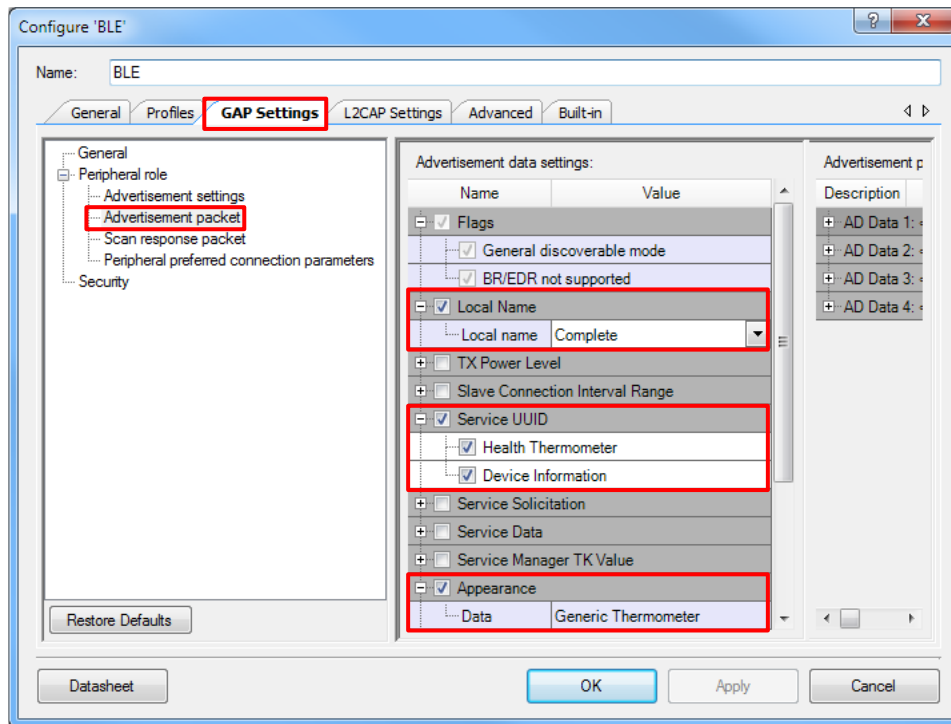 Configure 'BLE'
Name: BLE
General Profiles GAP Settings L2CAP Settings Advanced Built-in
General
Peripheral role
Advertisement settings
Advertisement packet
Scan response packet
Peripheral preferred connection parameters
Security
Restore Defaults
Advertisement data settings:
Name Value
Flags
General discoverable mode
BR/EDR not supported
Local Name
Local name Complete
TX Power Level
Slave Connection Interval Range
Service UUID
Health Thermometer
Device Information
Service Solicitation
Service Data
Service Manager TK Value
Appearance
Data Generic Thermometer
Advertisement p
Description
AD Data 1: <
AD Data 2: <
AD Data 3: <
AD Data 4: <
Datasheet OK Apply Cancel